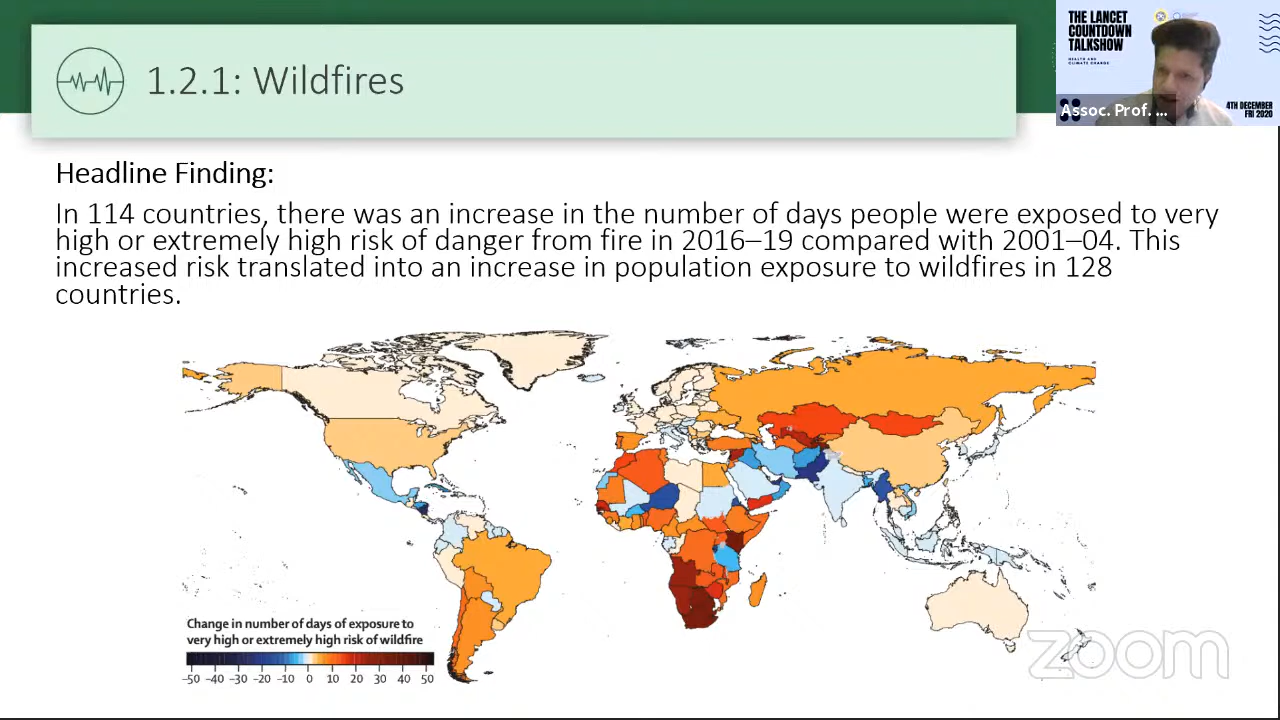 1.2.1: Wildfires
THE LANCET
COUNTDOWN
TALKSHOW
HEALTH AND
CLIMATE CHANGE
Assoc. Prof. ...
4TH DECEMBER
FRI 2020
Headline Finding:
In 114 countries, there was an increase in the number of days people were exposed to very
high or extremely high risk of danger from fire in 2016–19 compared with 2001–04. This
increased risk translated into an increase in population exposure to wildfires in 128
countries.
Change in number of days of exposure to
very high or extremely high risk of wildfire
–50 –40 –30 –20 –10 0 10 20 30 40 50
zoom